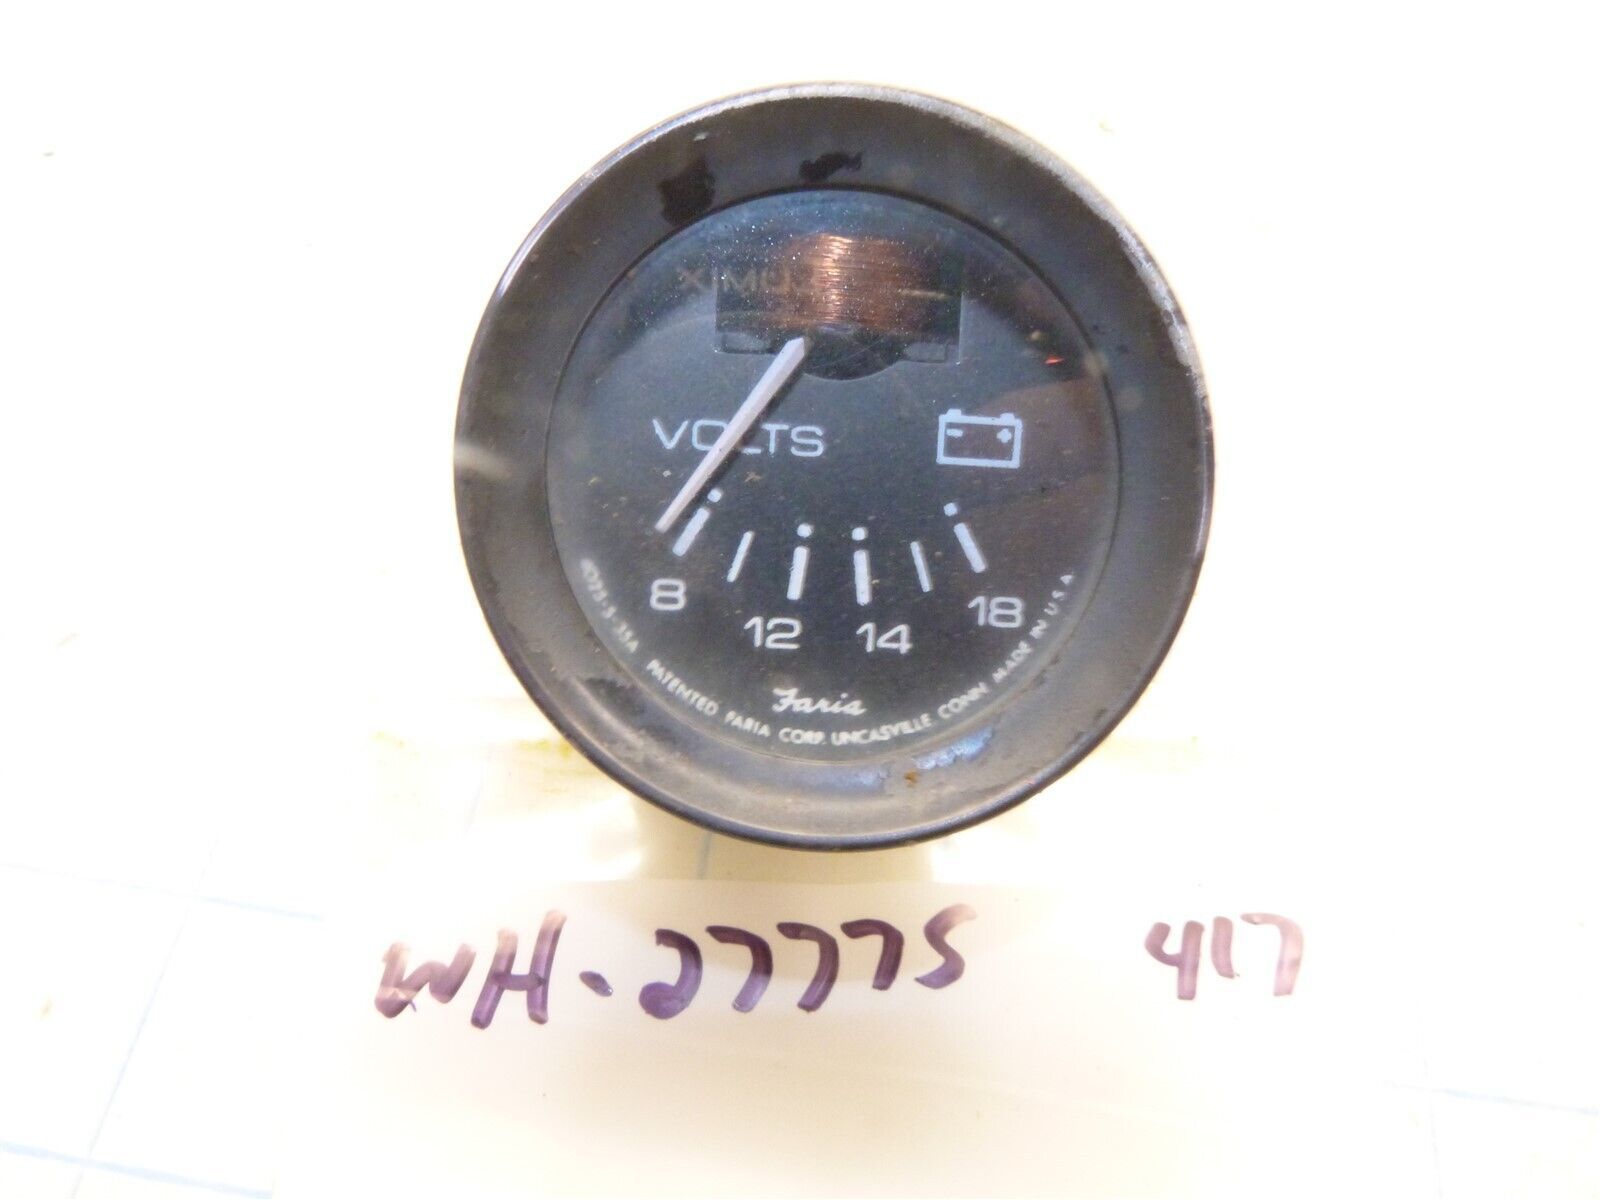 VOLTS
8
12
14
18
Faria
PATENTED FARIA CORP. UNCASVILLE CONN MADE IN U.S.A.
WH-27775 417